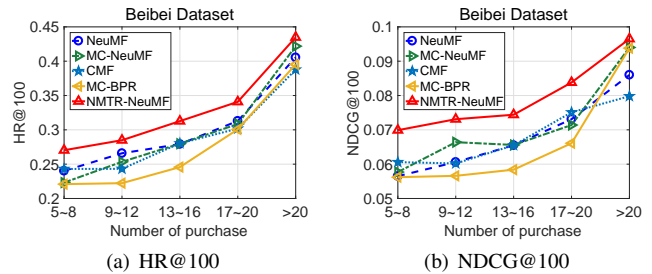 Beibei Dataset
0.45
0.4
0.35
0.3
0.25
0.2
HR@100
NeuMF
MC-NeuMF
CMF
MC-BPR
NMTR-NeuMF
5~8 9~12 13~16 17~20 >20
Number of purchase
(a) HR@100
Beibei Dataset
0.1
0.09
0.08
0.07
0.06
0.05
NDCG@100
NeuMF
MC-NeuMF
CMF
MC-BPR
NMTR-NeuMF
5~8 9~12 13~16 17~20 >20
Number of purchase
(b) NDCG@100